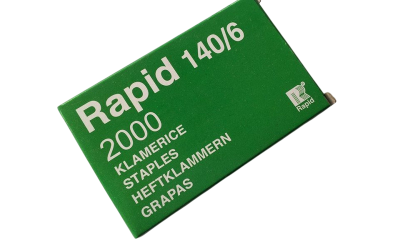 Rapid 140/6
2000
KLAMERICE
STAPLES
HEFTKLAMMERN
GRAPAS
Rapid